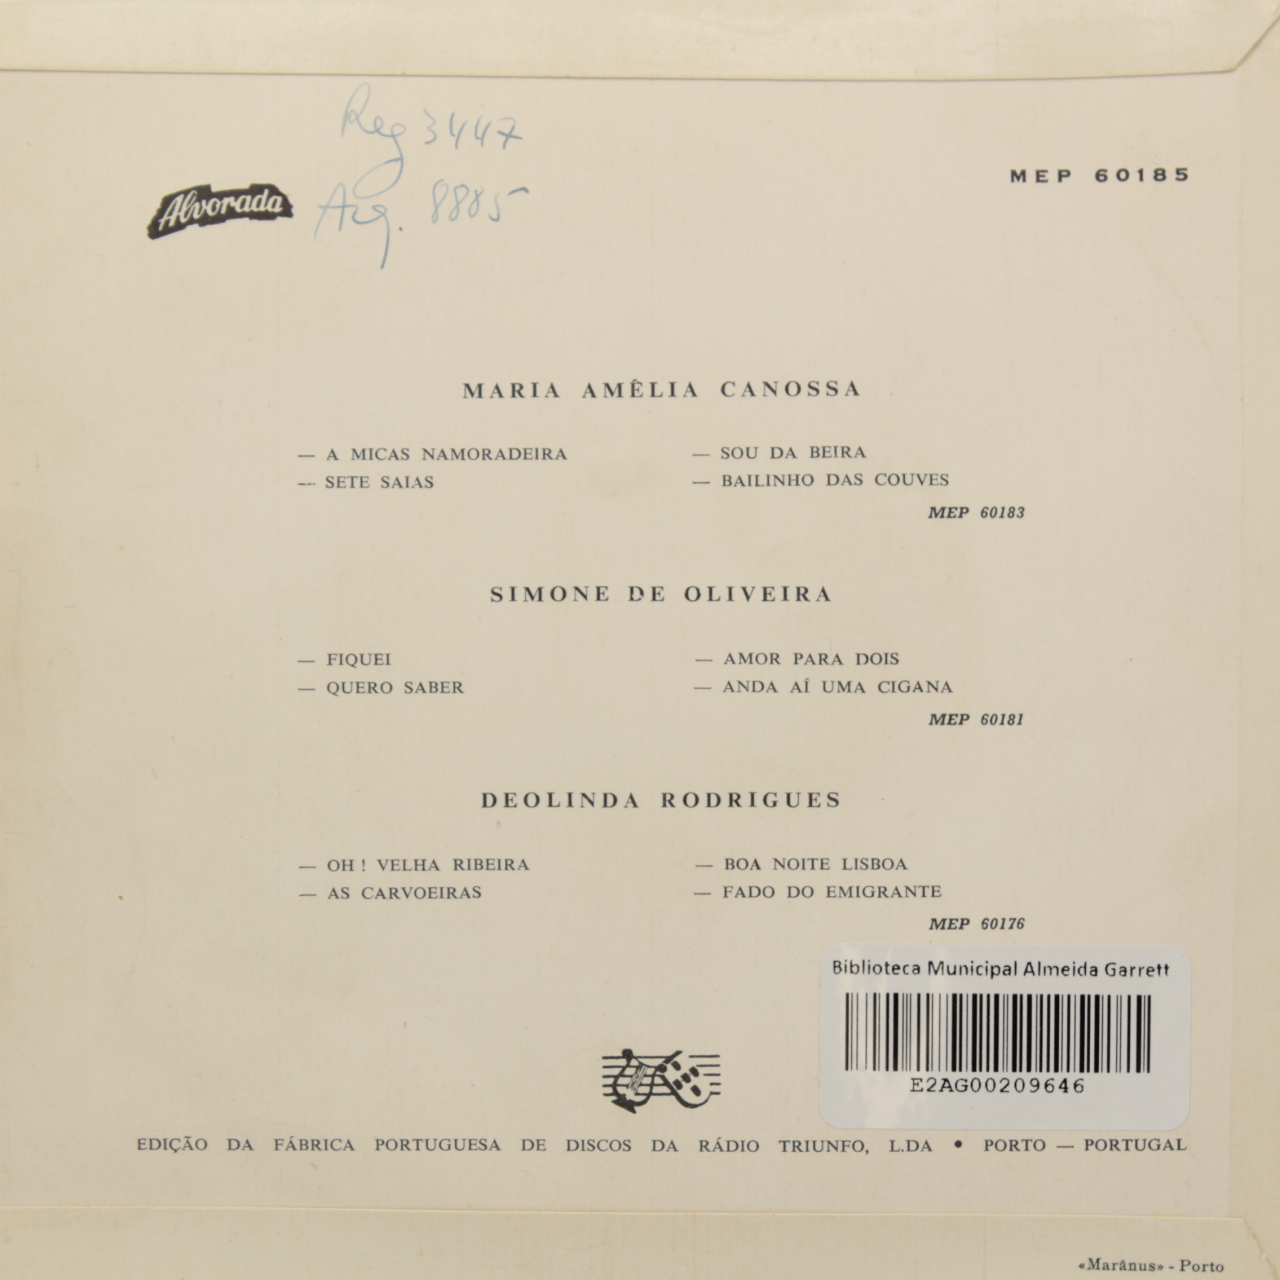 Reg 3447
Alvorada
Aq. 8885
MEP 60185
MARIA AMÊLIA CANOSSA
— A MICAS NAMORADEIRA
— SETE SAIAS
— SOU DA BEIRA
— BAILINHO DAS COUVES
MEP 60183
SIMONE DE OLIVEIRA
— FIQUEI
— QUERO SABER
— AMOR PARA DOIS
— ANDA AÍ UMA CIGANA
MEP 60181
DEOLINDA RODRIGUES
— OH ! VELHA RIBEIRA
— AS CARVOEIRAS
— BOA NOITE LISBOA
— FADO DO EMIGRANTE
MEP 60176
Biblioteca Municipal Almeida Garrett
E2AG00209646
EDIÇÃO DA FÁBRICA PORTUGUESA DE DISCOS DA RÁDIO TRIUNFO, L.DA • PORTO — PORTUGAL
«Marânus» - Porto